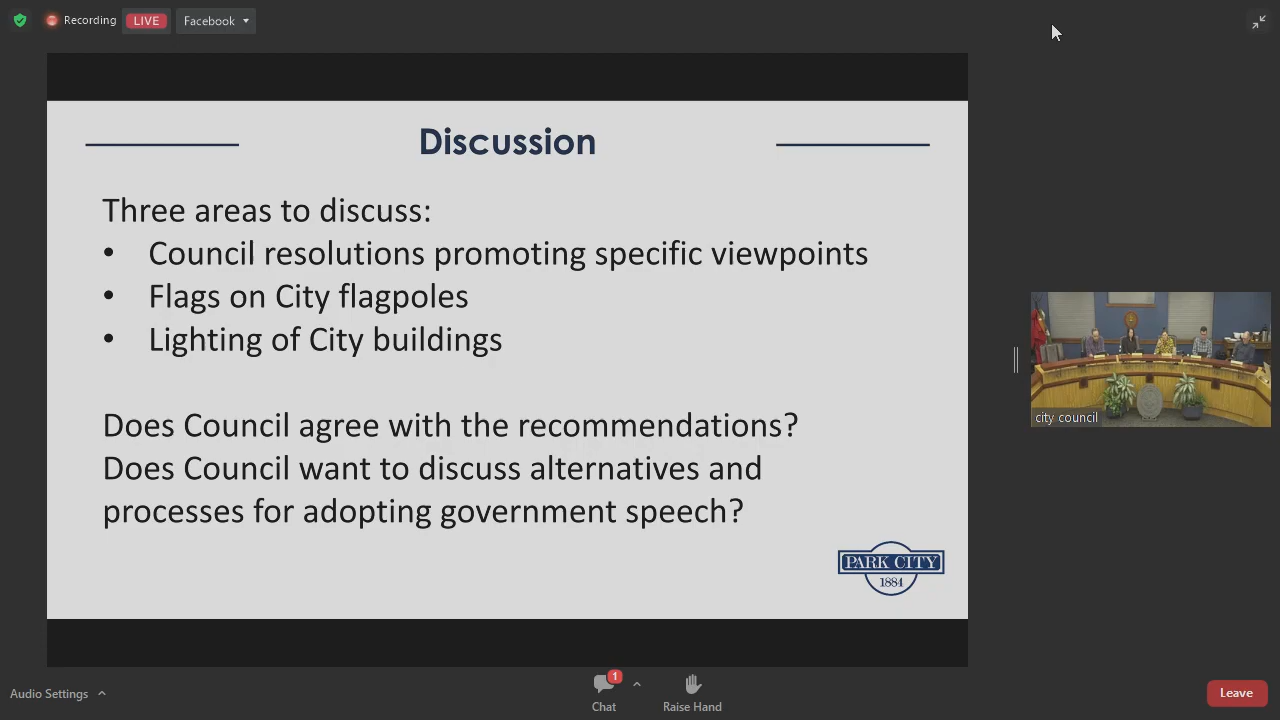 Recording LIVE Facebook
Discussion
Three areas to discuss:
• Council resolutions promoting specific viewpoints
• Flags on City flagpoles
• Lighting of City buildings
Does Council agree with the recommendations?
Does Council want to discuss alternatives and
processes for adopting government speech?
PARK CITY
1884
city council
Audio Settings
1
Chat
Raise Hand
Leave